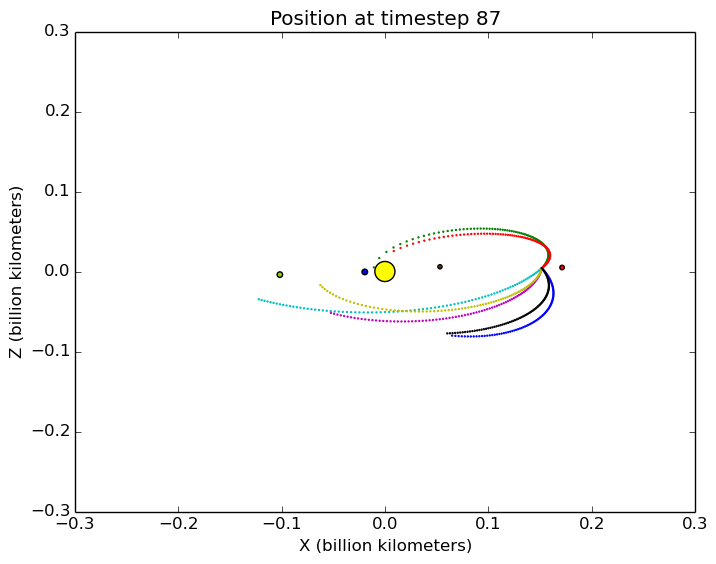 Position at timestep 87
0.3
0.2
0.1
0.0
−0.1
−0.2
−0.3
Z (billion kilometers)
−0.3 −0.2 −0.1 0.0 0.1 0.2 0.3
X (billion kilometers)